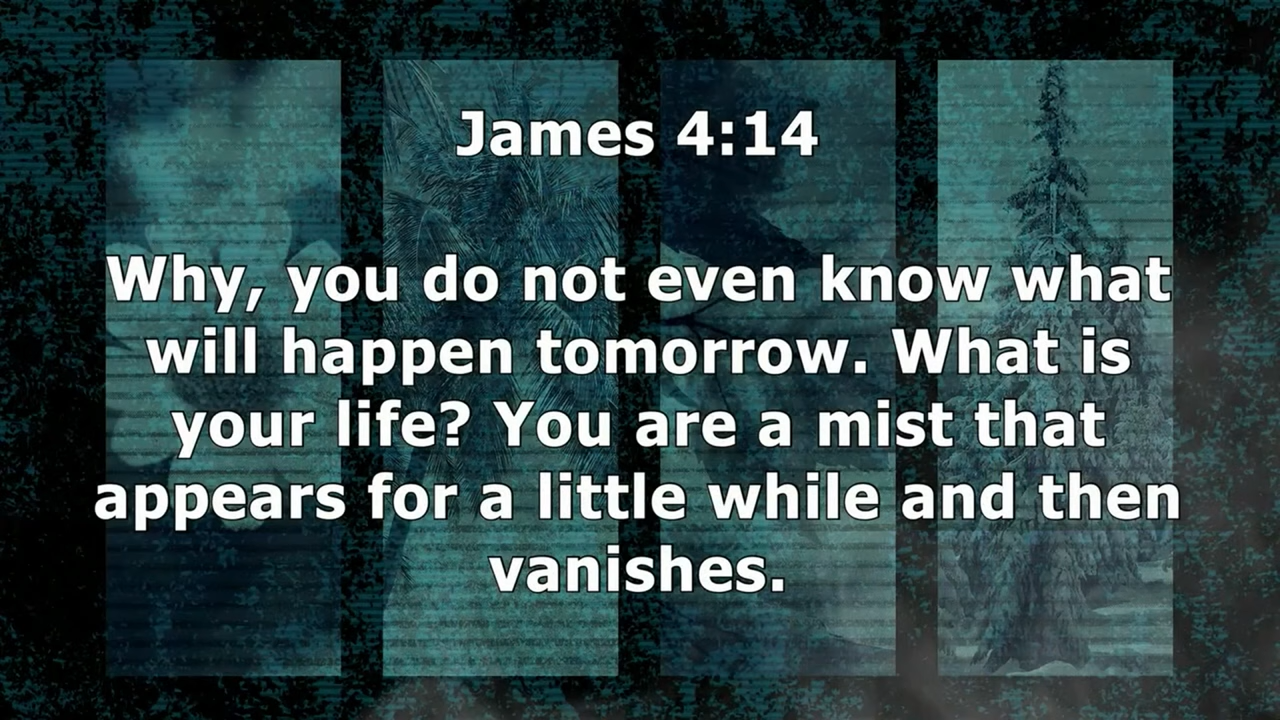 James 4:14
Why, you do not even know what
will happen tomorrow. What is
your life? You are a mist that
appears for a little while and then
vanishes.